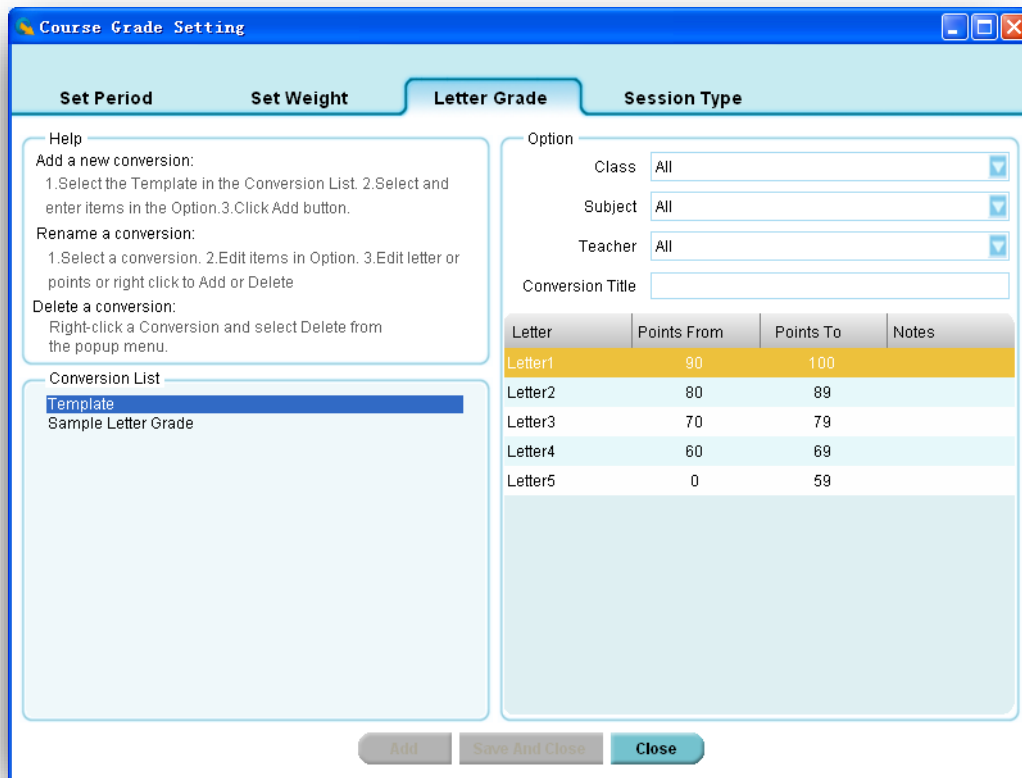 Course Grade Setting
Set Period Set Weight Letter Grade Session Type
Help
Add a new conversion:
1.Select the Template in the Conversion List. 2.Select and
enter items in the Option.3.Click Add button.
Rename a conversion:
1.Select a conversion. 2.Edit items in Option. 3.Edit letter or
points or right click to Add or Delete
Delete a conversion:
Right-click a Conversion and select Delete from
the popup menu.
Conversion List
Template
Sample Letter Grade
Option
Class All
Subject All
Teacher All
Conversion Title
Letter Points From Points To Notes
Letter1 90 100
Letter2 80 89
Letter3 70 79
Letter4 60 69
Letter5 0 59
Add Save And Close Close